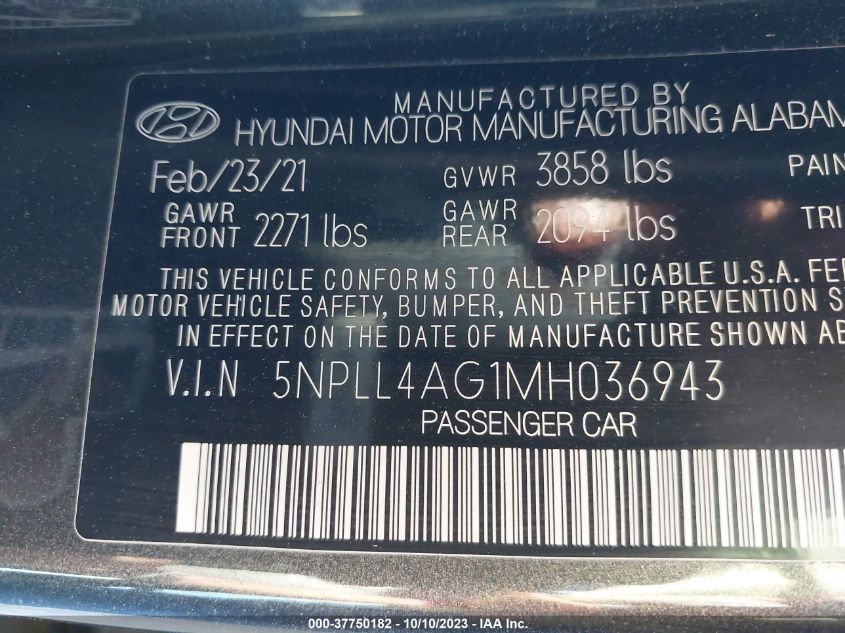 MANUFACTURED BY
HYUNDAI MOTOR MANUFACTURING ALABAM
Feb/23/21 GVWR 3858 lbs PAIN
GAWR FRONT 2271 lbs GAWR REAR 2094 lbs TRI
THIS VEHICLE CONFORMS TO ALL APPLICABLE U.S.A. FED
MOTOR VEHICLE SAFETY, BUMPER, AND THEFT PREVENTION S
IN EFFECT ON THE DATE OF MANUFACTURE SHOWN AB
V.I.N 5NPLL4AG1MH036943
PASSENGER CAR
000-37750182 - 10/10/2023 - IAA Inc.